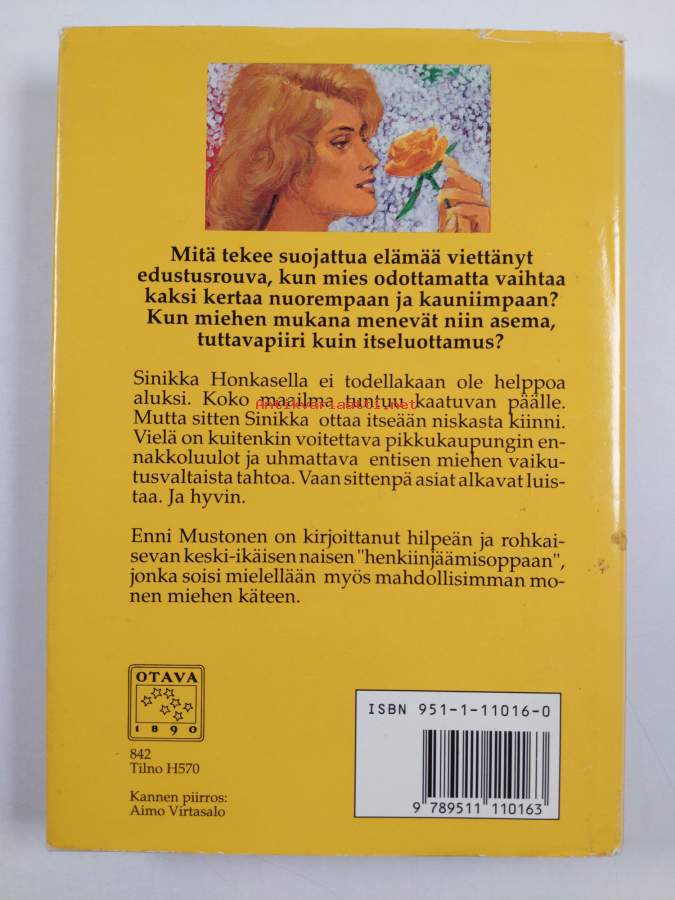 Mitä tekee suojattua elämää viettänyt
edustusrouva, kun mies odottamatta vaihtaa
kaksi kertaa nuorempaan ja kauniimpaan?
Kun miehen mukana menevät niin asema,
tuttavapiiri kuin itseluottamus?
Sinikka Honkasella ei todellakaan ole helppoa
aluksi. Koko maailma tuntuu kaatuvan päälle.
Antikvariaatti.net
Mutta sitten Sinikka ottaa itseään niskasta kiinni.
Vielä on kuitenkin voitettava pikkukaupungin en-
nakkoluulot ja uhmattava entisen miehen vaiku-
tusvaltaista tahtoa. Vaan sittenpä asiat alkavat luis-
taa. Ja hyvin.
Enni Mustonen on kirjoittanut hilpeän ja rohkai-
sevan keski-ikäisen naisen "henkiinjäämisoppaan",
jonka soisi mielellään myös mahdollisimman mo-
nen miehen käteen.
OTAVA
1890
842
Tilno H570
Kannen piirros:
Aimo Virtasalo
ISBN 951-1-11016-0
9 789511 110163